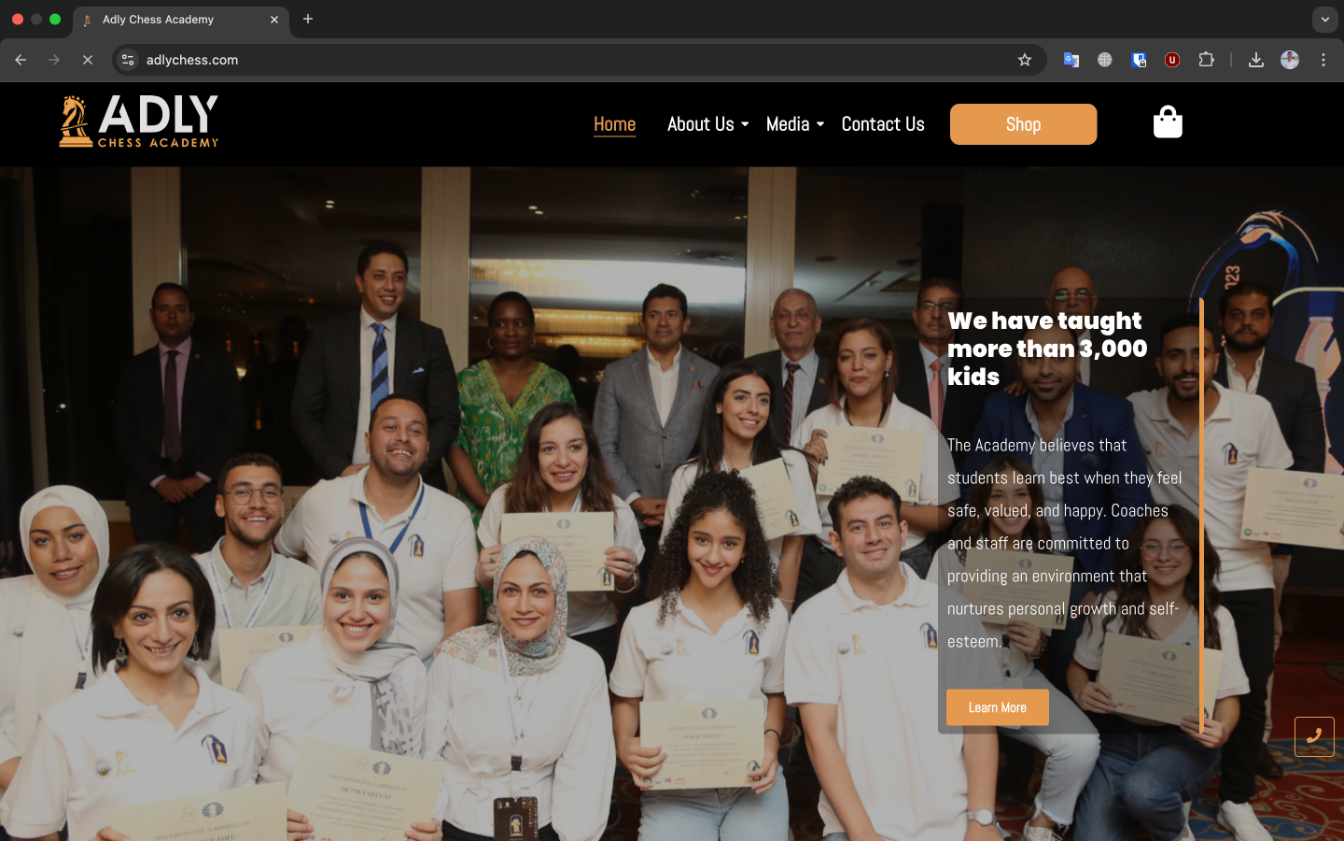 Adly Chess Academy
adlychess.com
ADLY
CHESS ACADEMY
Home
About Us
Media
Contact Us
Shop
We have taught
more than 3,000
kids
The Academy believes that
students learn best when they feel
safe, valued, and happy. Coaches
and staff are committed to
providing an environment that
nurtures personal growth and self-
esteem.
Learn More